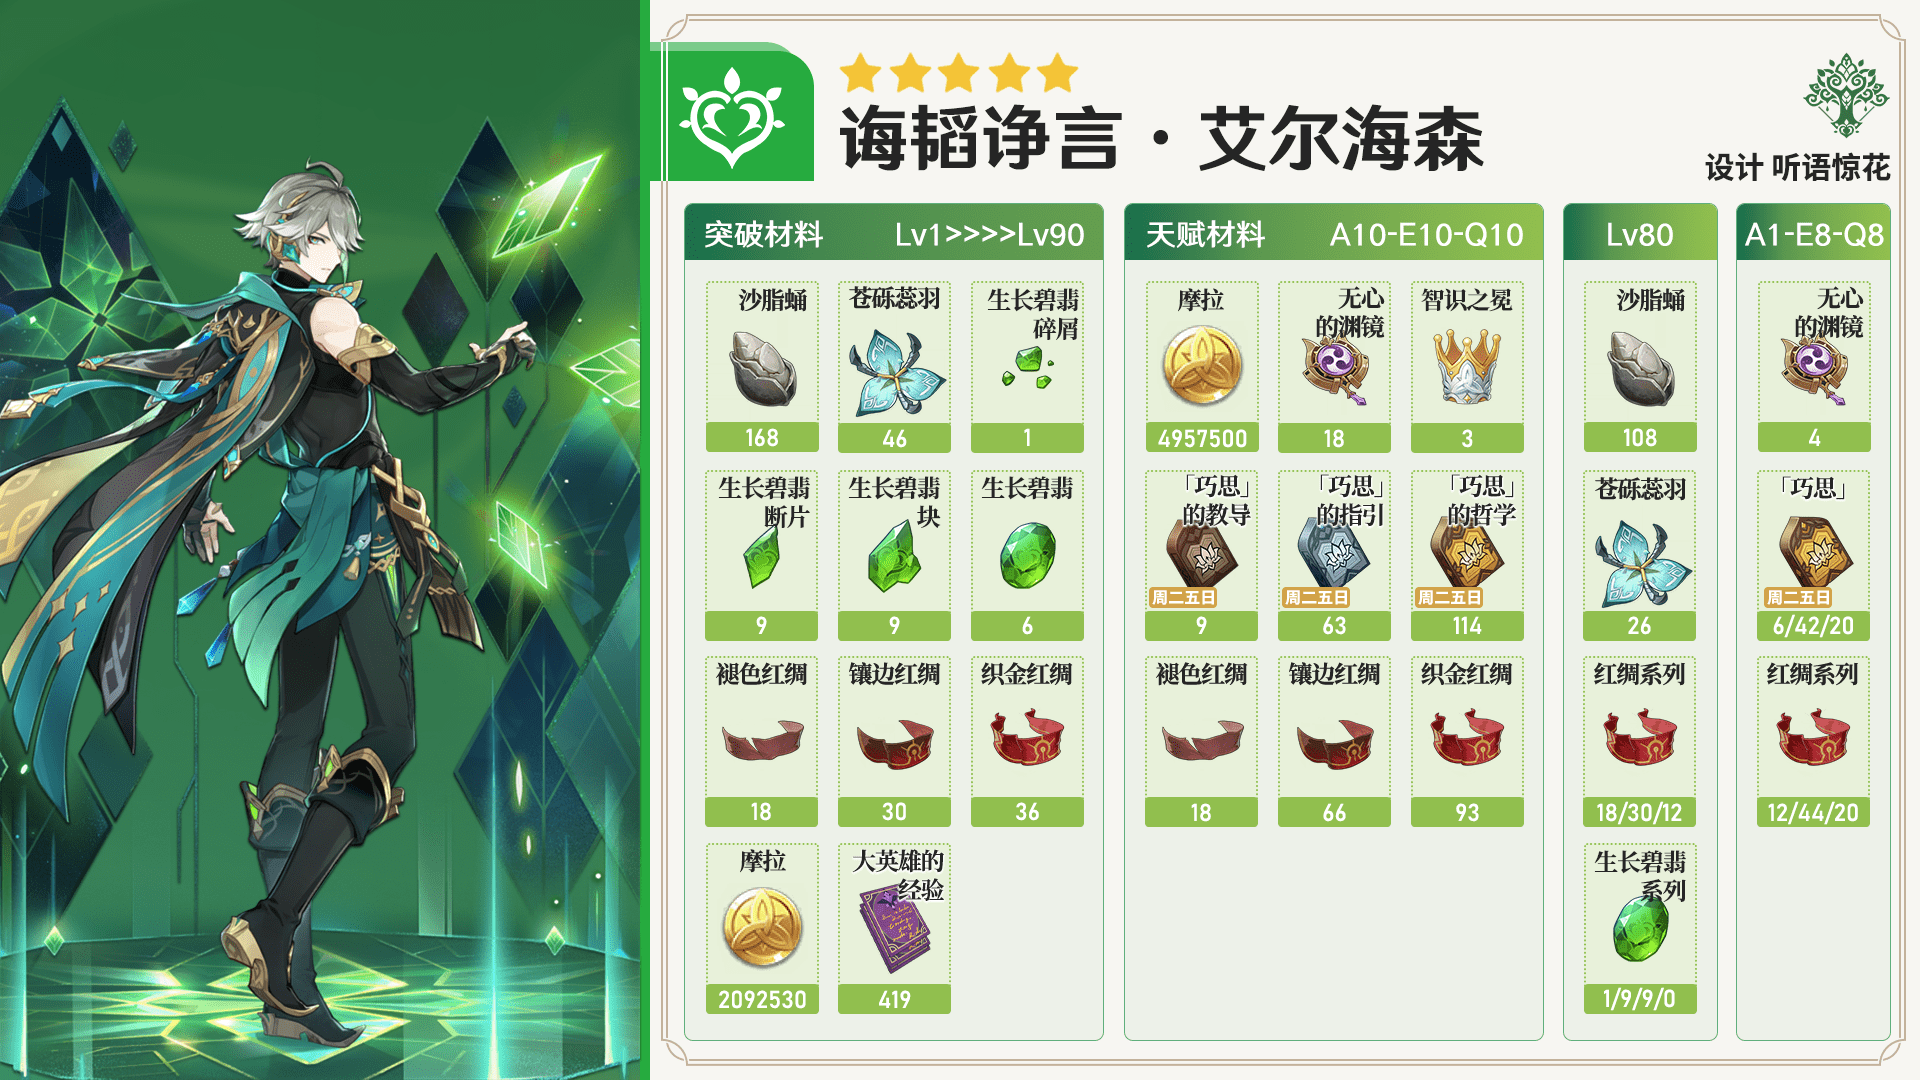 诲韬诤言·艾尔海森
设计 听语惊花
突破材料 Lv1>>>>Lv90
沙脂蛹
168
苍砾蕊羽
46
生长碧翡
碎屑
1
生长碧翡
断片
9
生长碧翡
块
9
生长碧翡
6
褪色红绸
18
镶边红绸
30
织金红绸
36
摩拉
2092530
大英雄的
经验
419
天赋材料 A10-E10-Q10
摩拉
4957500
无心
的渊镜
18
智识之冕
3
「巧思」
的教导
周二五日
9
「巧思」
的指引
周二五日
63
「巧思」
的哲学
周二五日
114
褪色红绸
18
镶边红绸
66
织金红绸
93
Lv80
沙脂蛹
108
苍砾蕊羽
26
红绸系列
18/30/12
生长碧翡
系列
1/9/9/0
A1-E8-Q8
无心
的渊镜
4
「巧思」
周二五日
6/42/20
红绸系列
12/44/20